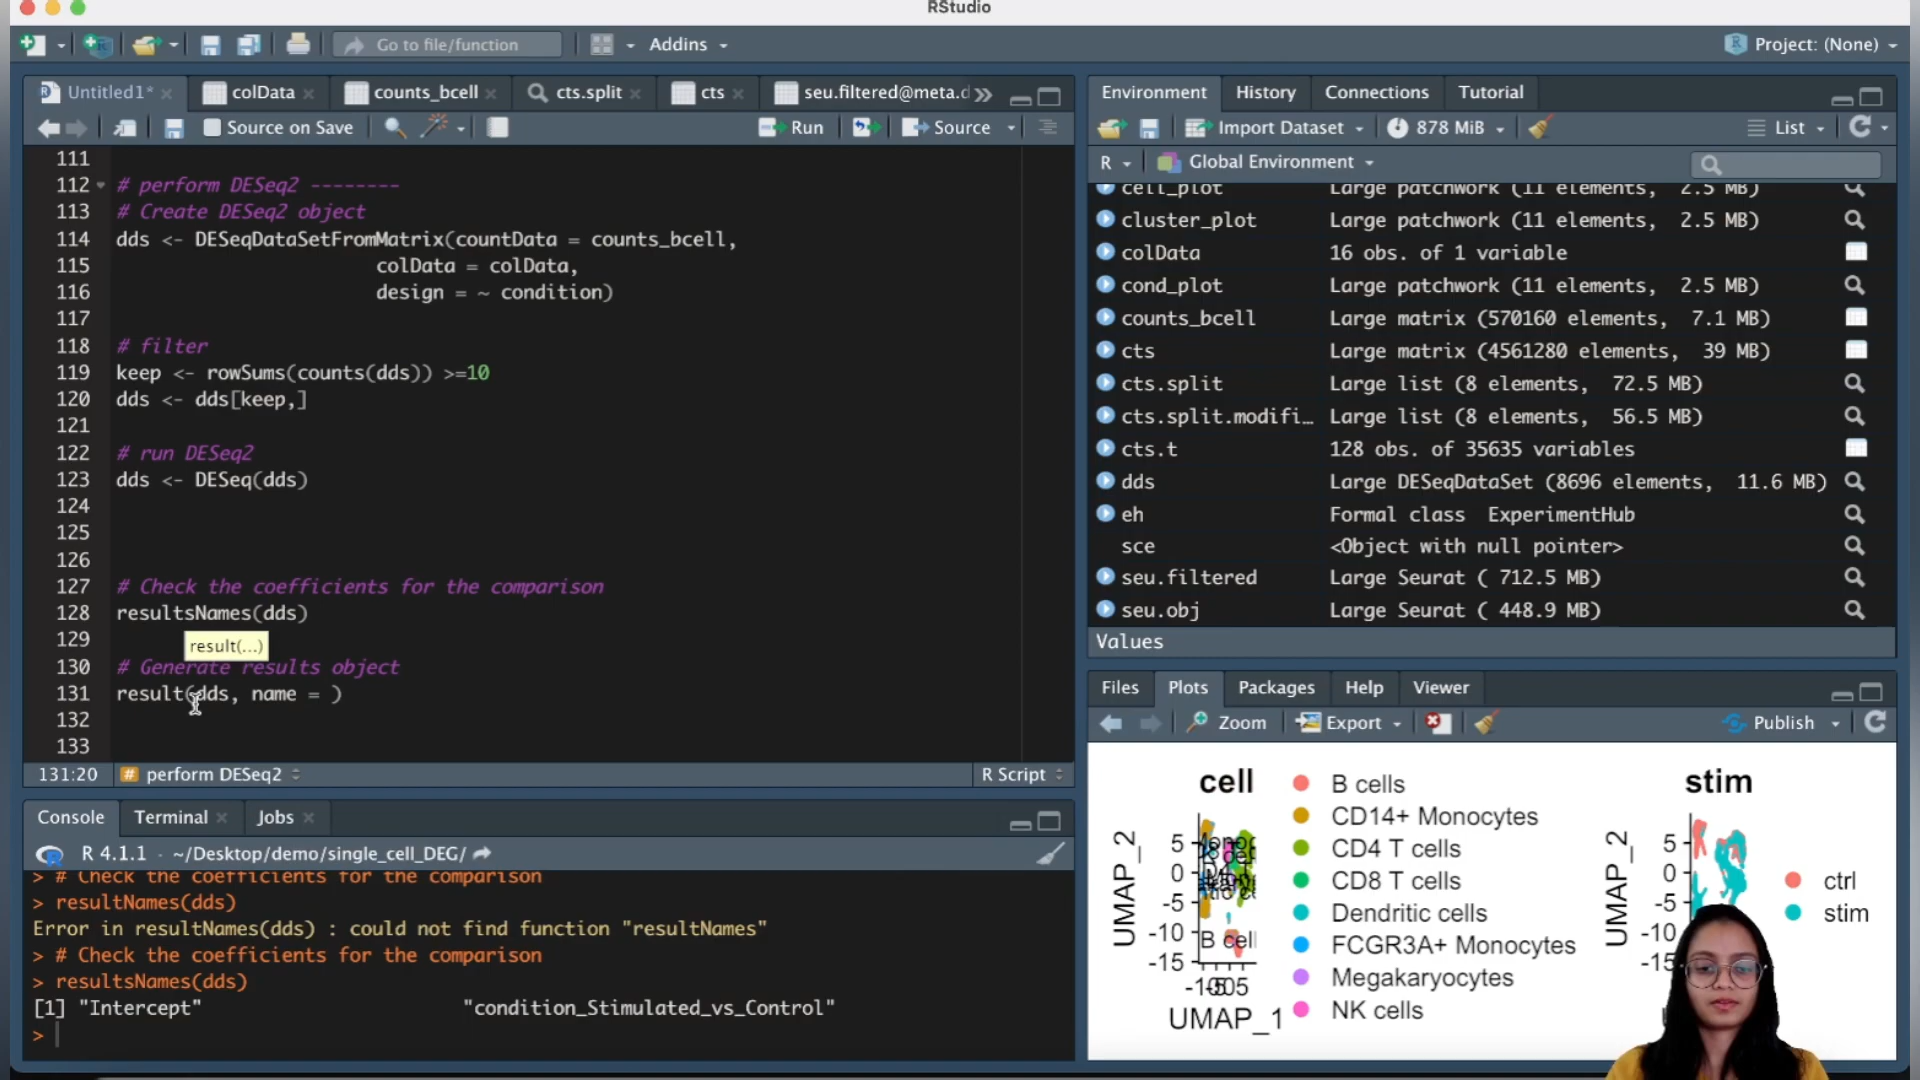 RStudio
Go to file/function
Addins
Project: (None)
Untitled1*
colData
counts_bcell
cts.split
cts
seu.filtered@meta.d
Source on Save
Run
Source
111
112 # perform DESeq2 --------
113 # Create DESeq2 object
114 dds <- DESeqDataSetFromMatrix(countData = counts_bcell,
115 colData = colData,
116 design = ~ condition)
117
118 # filter
119 keep <- rowSums(counts(dds)) >=10
120 dds <- dds[keep,]
121
122 # run DESeq2
123 dds <- DESeq(dds)
124
125
126
127 # Check the coefficients for the comparison
128 resultsNames(dds)
129
result(...)
130 # Generate results object
131 result(dds, name = )
132
133
131:20
# perform DESeq2
R Script
Console
Terminal
Jobs
R 4.1.1 · ~/Desktop/demo/single_cell_DEG/
> # Check the coefficients for the comparison
> resultNames(dds)
Error in resultNames(dds) : could not find function "resultNames"
> # Check the coefficients for the comparison
> resultsNames(dds)
[1] "Intercept" "condition_Stimulated_vs_Control"
>
Environment
History
Connections
Tutorial
Import Dataset
878 MiB
List
R
Global Environment
cell_plot Large patchwork (11 elements, 2.5 MB)
cluster_plot Large patchwork (11 elements, 2.5 MB)
colData 16 obs. of 1 variable
cond_plot Large patchwork (11 elements, 2.5 MB)
counts_bcell Large matrix (570160 elements, 7.1 MB)
cts Large matrix (4561280 elements, 39 MB)
cts.split Large list (8 elements, 72.5 MB)
cts.split.modifi… Large list (8 elements, 56.5 MB)
cts.t 128 obs. of 35635 variables
dds Large DESeqDataSet (8696 elements, 11.6 MB)
eh Formal class ExperimentHub
sce <Object with null pointer>
seu.filtered Large Seurat ( 712.5 MB)
seu.obj Large Seurat ( 448.9 MB)
Values
Files
Plots
Packages
Help
Viewer
Zoom
Export
Publish
cell
UMAP_2
5
0
-5
-10
-15
B cell
UMAP_1
B cells
CD14+ Monocytes
CD4 T cells
CD8 T cells
Dendritic cells
FCGR3A+ Monocytes
Megakaryocytes
NK cells
stim
UMAP_2
5
0
-5
-10
-15
ctrl
stim